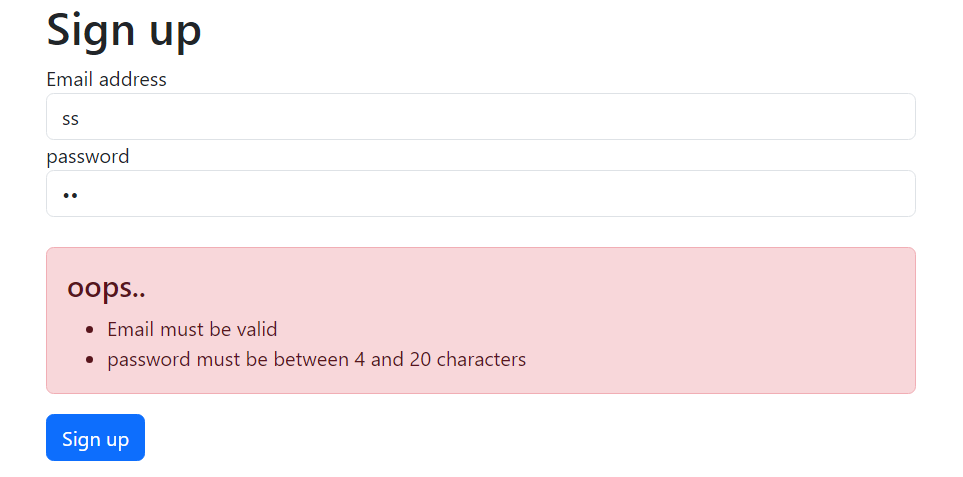 Sign up
Email address
ss
password
••
oops..
• Email must be valid
• password must be between 4 and 20 characters
Sign up